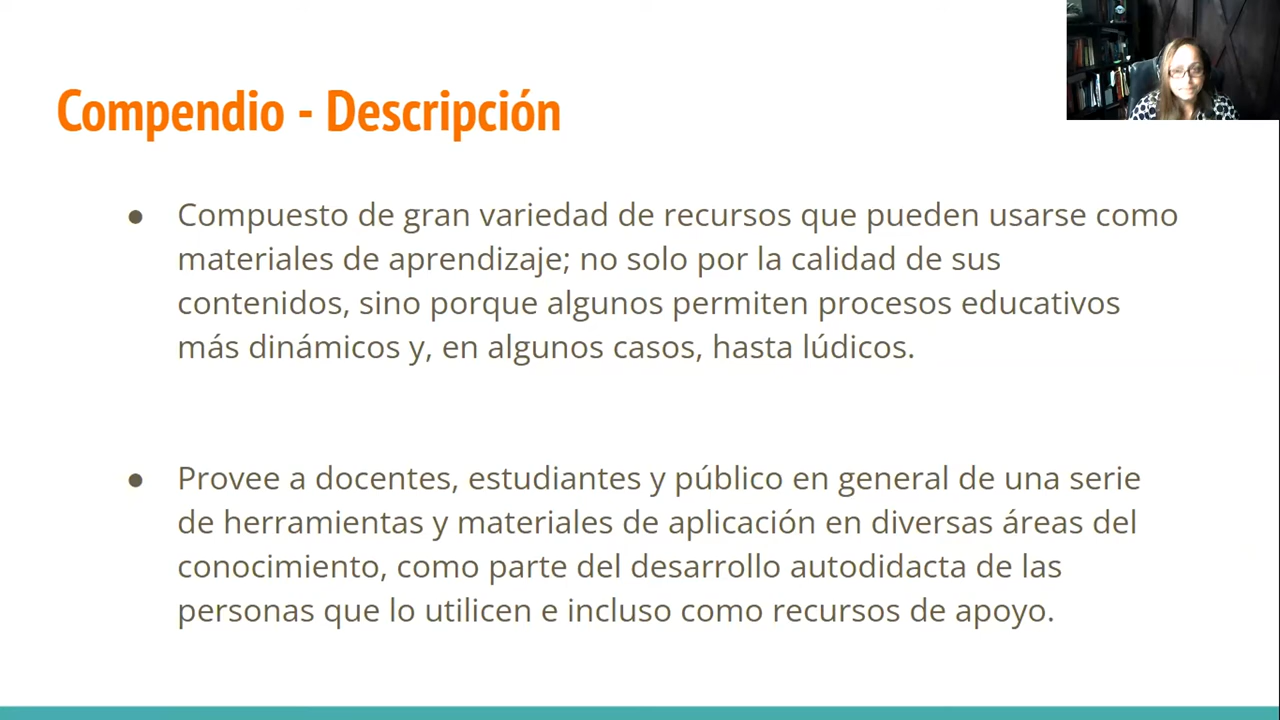 Compendio - Descripción
● Compuesto de gran variedad de recursos que pueden usarse como
materiales de aprendizaje; no solo por la calidad de sus
contenidos, sino porque algunos permiten procesos educativos
más dinámicos y, en algunos casos, hasta lúdicos.
● Provee a docentes, estudiantes y público en general de una serie
de herramientas y materiales de aplicación en diversas áreas del
conocimiento, como parte del desarrollo autodidacta de las
personas que lo utilicen e incluso como recursos de apoyo.